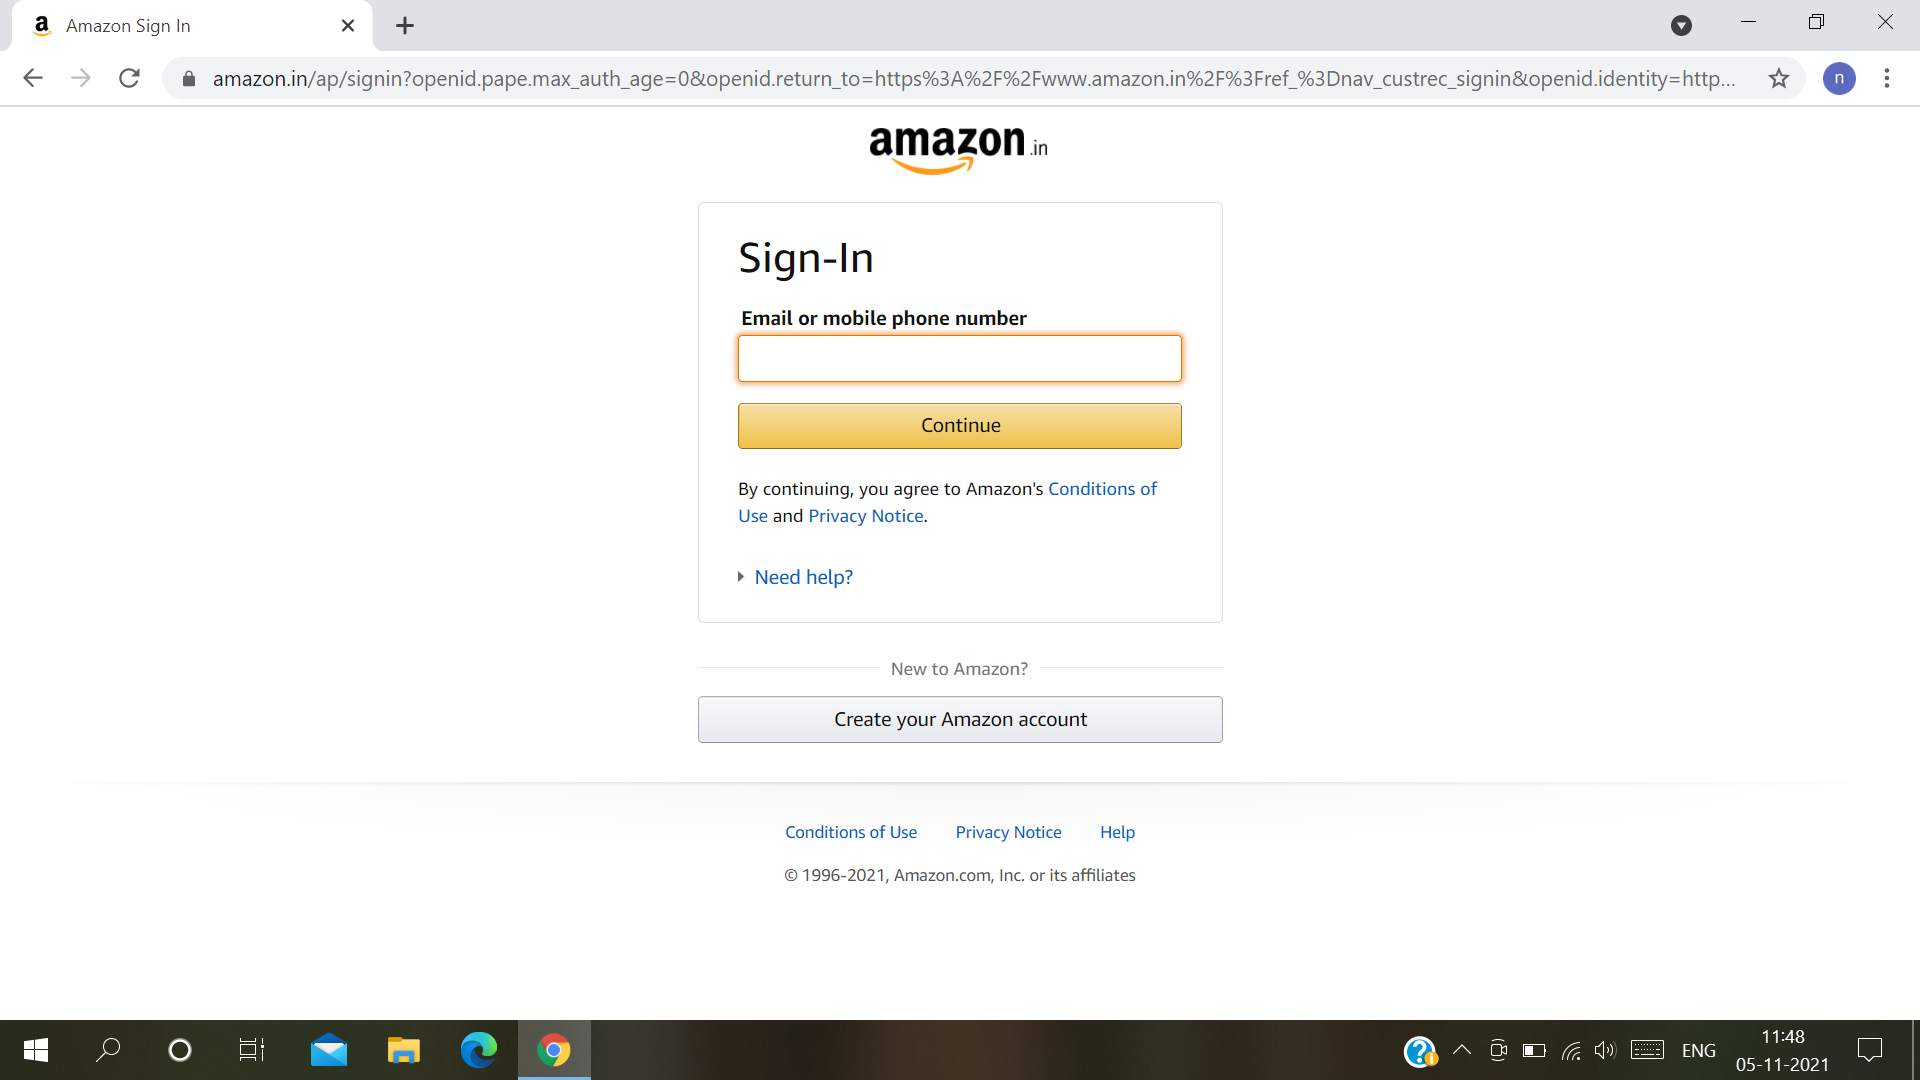 Amazon Sign In
amazon.in/ap/signin?openid.pape.max_auth_age=0&openid.return_to=https%3A%2F%2Fwww.amazon.in%2F%3Fref_%3Dnav_custrec_signin&openid.identity=http...
n
amazon.in
Sign-In
Email or mobile phone number
Continue
By continuing, you agree to Amazon's Conditions of
Use and Privacy Notice.
Need help?
New to Amazon?
Create your Amazon account
Conditions of Use Privacy Notice Help
© 1996-2021, Amazon.com, Inc. or its affiliates
ENG
11:48
05-11-2021